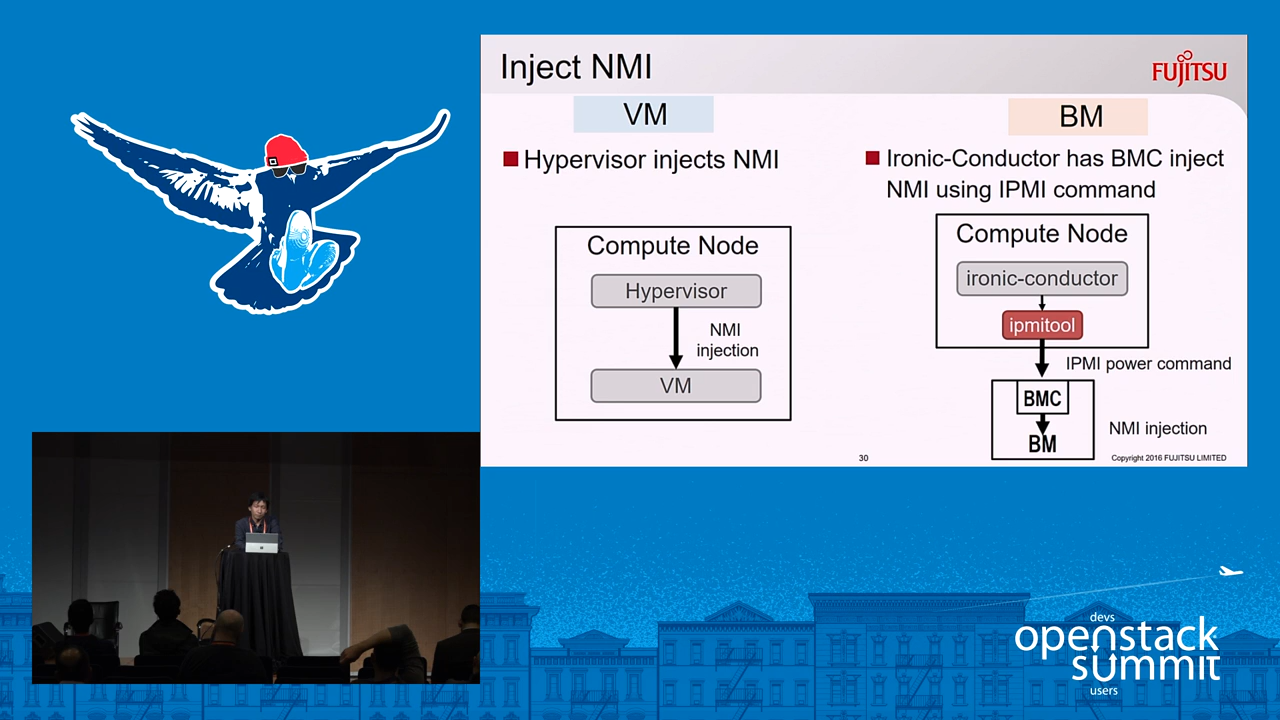 Inject NMI
FUJITSU
VM
Hypervisor injects NMI
Compute Node
Hypervisor
NMI
injection
VM
BM
Ironic-Conductor has BMC inject
NMI using IPMI command
Compute Node
ironic-conductor
ipmitool
IPMI power command
BMC
NMI injection
BM
30
Copyright 2016 FUJITSU LIMITED
devs
openstack
summit
users